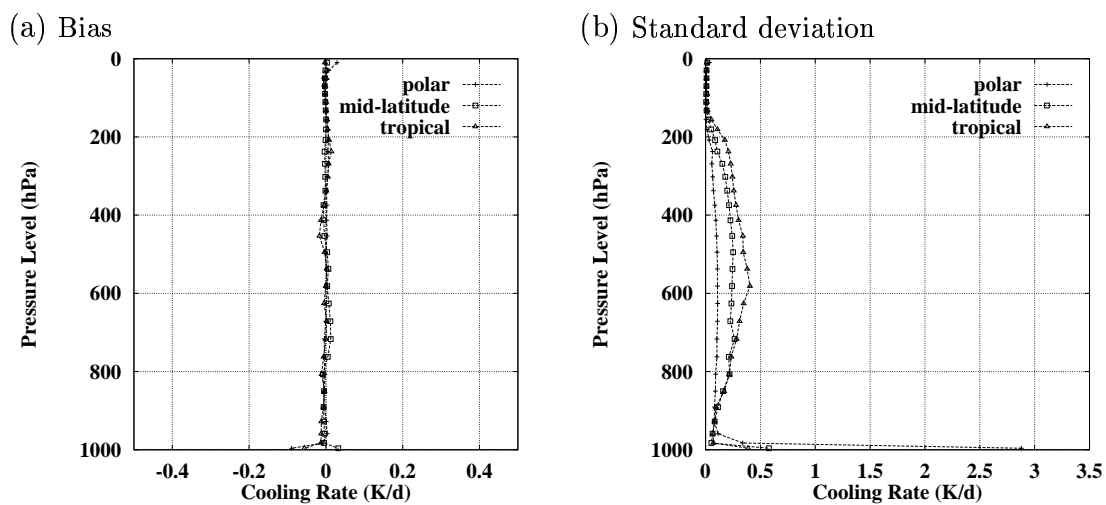 (a) Bias
0
200
400
600
800
1000
Pressure Level (hPa)
polar
mid-latitude
tropical
-0.4 -0.2 0 0.2 0.4
Cooling Rate (K/d)
(b) Standard deviation
0
200
400
600
800
1000
Pressure Level (hPa)
polar
mid-latitude
tropical
0 0.5 1 1.5 2 2.5 3 3.5
Cooling Rate (K/d)